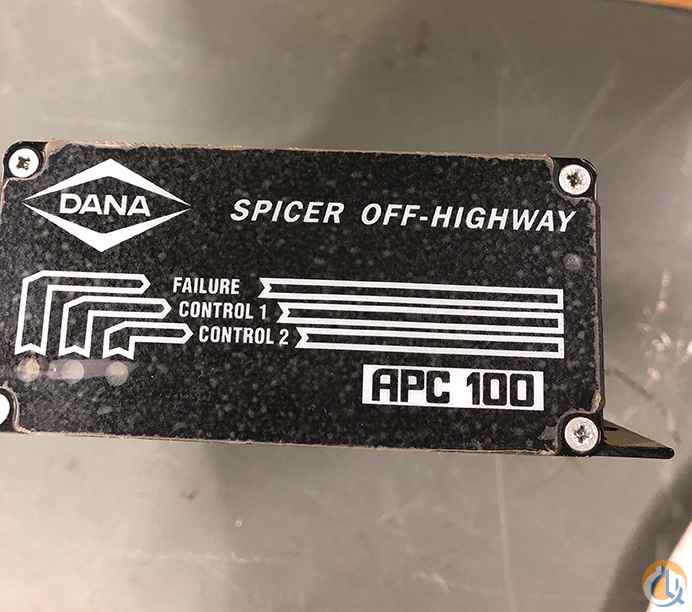 DANA
SPICER OFF-HIGHWAY
FAILURE
CONTROL 1
CONTROL 2
APC 100